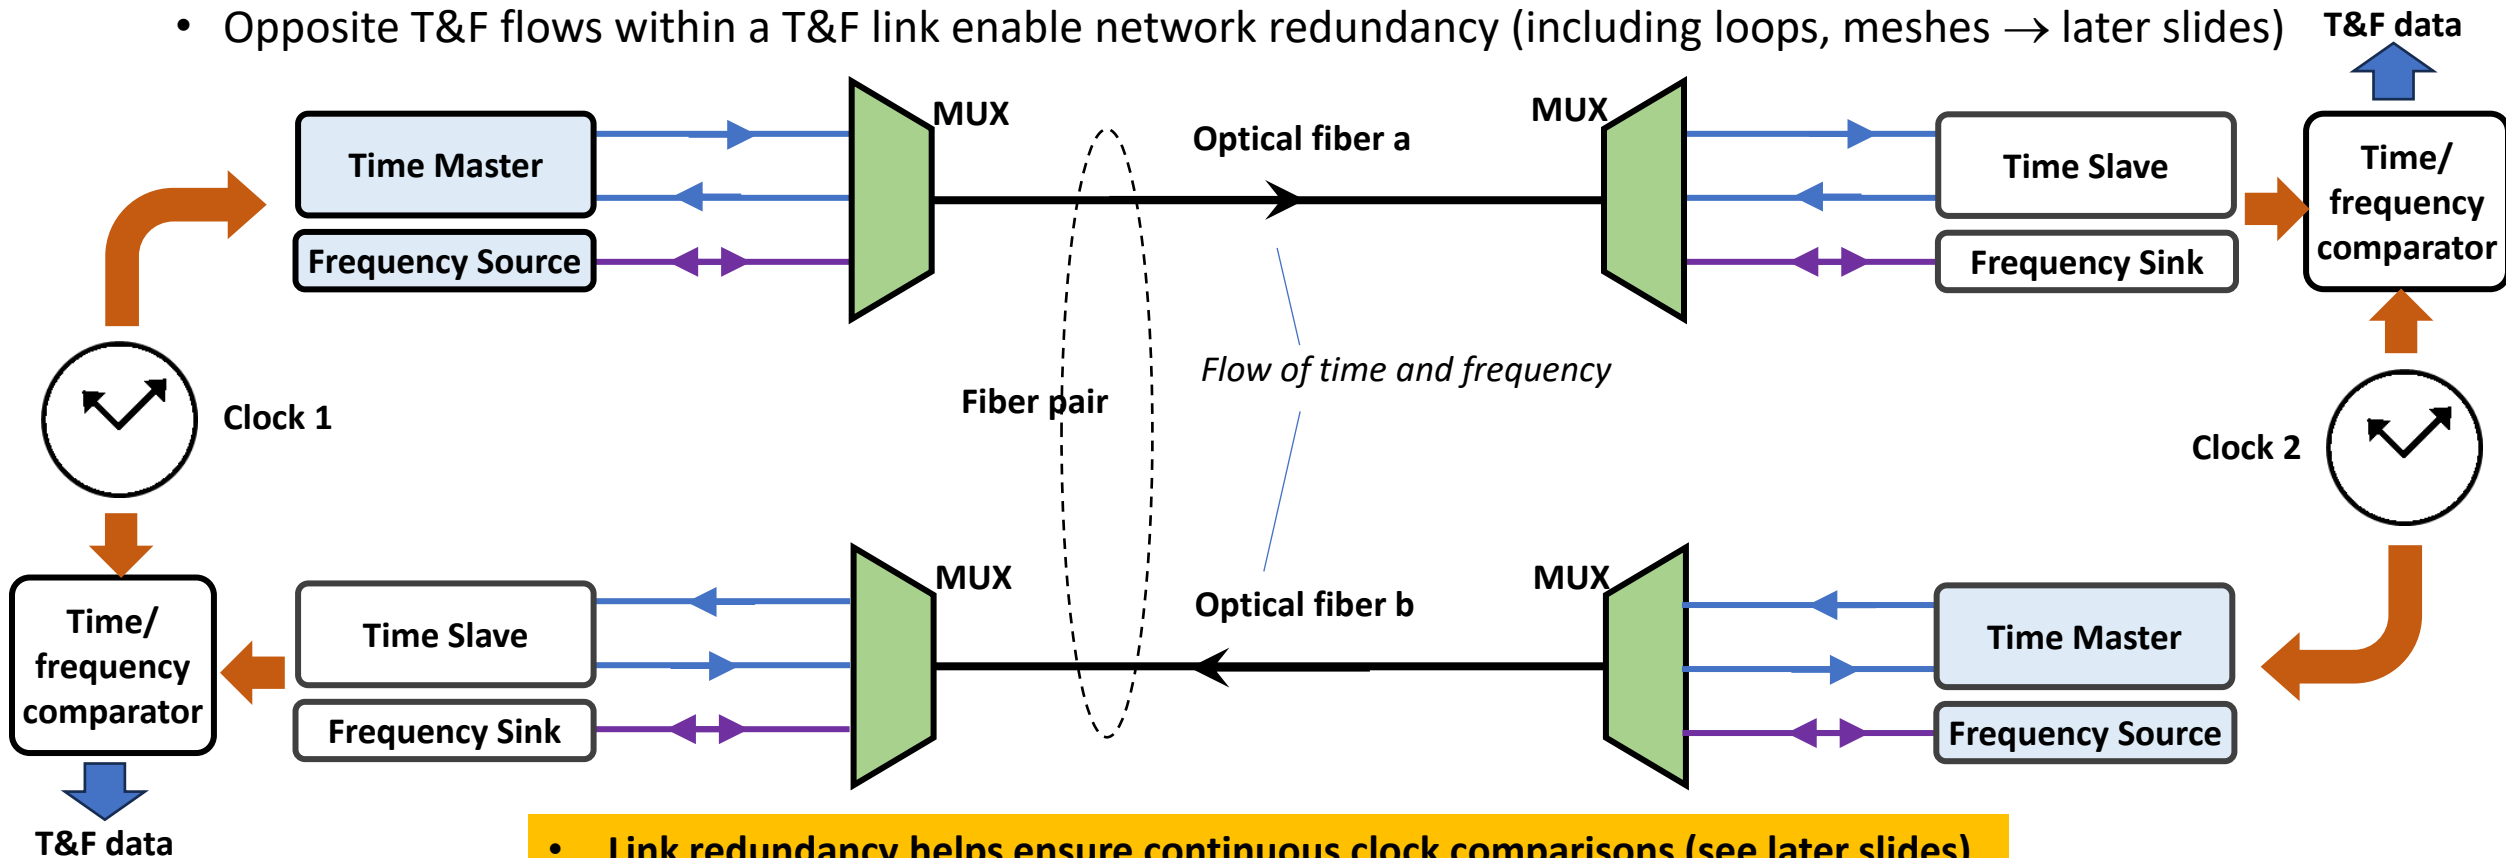 • Opposite T&F flows within a T&F link enable network redundancy (including loops, meshes → later slides)
T&F data
MUX
MUX
Optical fiber a
Time Master
Frequency Source
Time Slave
Frequency Sink
Time/
frequency
comparator
Flow of time and frequency
Fiber pair
Clock 1
Clock 2
MUX
MUX
Optical fiber b
Time/
frequency
comparator
Time Slave
Frequency Sink
Time Master
Frequency Source
T&F data
• Link redundancy helps ensure continuous clock comparisons (see later slides)